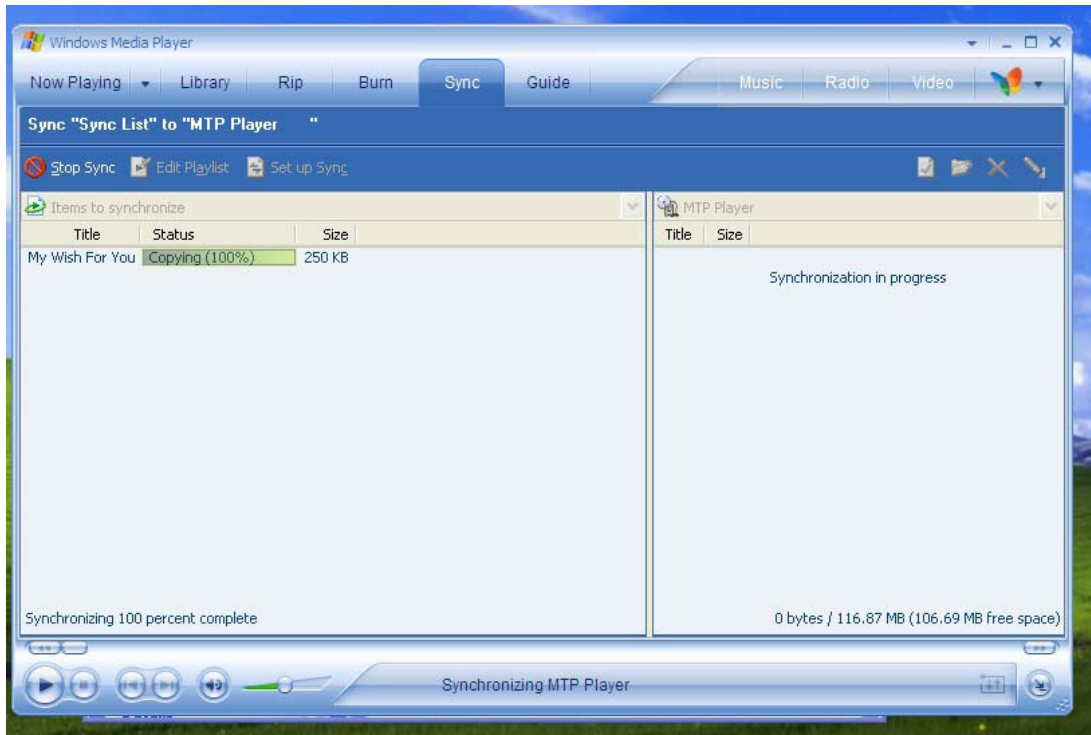 Windows Media Player
Now Playing Library Rip Burn Sync Guide Music Radio Video
Sync "Sync List" to "MTP Player "
Stop Sync Edit Playlist Set up Sync
Items to synchronize MTP Player
Title Status Size Title Size
My Wish For You Copying (100%) 250 KB
Synchronization in progress
Synchronizing 100 percent complete 0 bytes / 116.87 MB (106.69 MB free space)
Synchronizing MTP Player